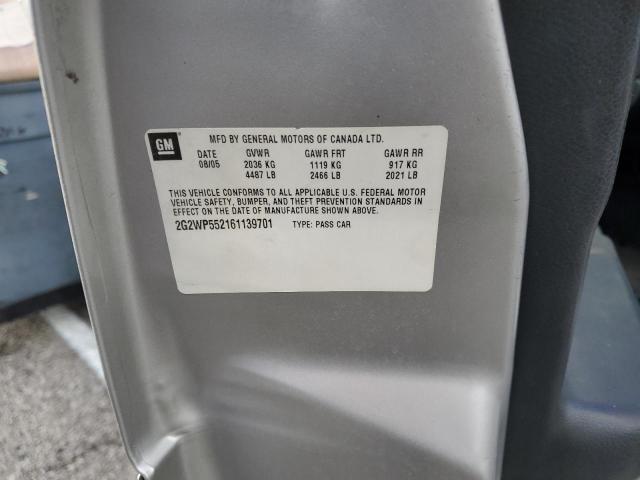 GM
MFD BY GENERAL MOTORS OF CANADA LTD.
DATE GVWR GAWR FRT GAWR RR
08/05 2036 KG 1119 KG 917 KG
4487 LB 2466 LB 2021 LB
THIS VEHICLE CONFORMS TO ALL APPLICABLE U.S. FEDERAL MOTOR
VEHICLE SAFETY, BUMPER, AND THEFT PREVENTION STANDARDS IN
EFFECT ON THE DATE OF MANUFACTURE SHOWN ABOVE.
2G2WP552161139701 TYPE: PASS CAR